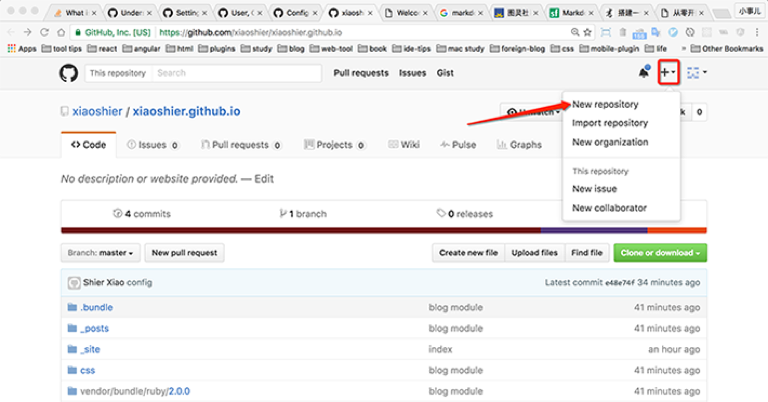 What i
Under
Setting
User, C
Config
xiaosh
Welco
markd
图灵社
Markd
搭建一
从零开
小事儿
GitHub, Inc. [US] https://github.com/xiaoshier/xiaoshier.github.io
Apps tool tips react angular html plugins study blog web-tool book ide-tips mac study foreign-blog css mobile-plugin life » Other Bookmarks
This repository Search Pull requests Issues Gist
New repository
xiaoshier / xiaoshier.github.io
k 0
Import repository
Code Issues 0 Pull requests 0 Projects 0 Wiki Pulse Graphs
New organization
This repository
No description or website provided. — Edit
New issue
New collaborator
4 commits 1 branch 0 releases
Branch: master New pull request Create new file Upload files Find file Clone or download
Shier Xiao config Latest commit e48e74f 34 minutes ago
.bundle blog module 41 minutes ago
_posts blog module 41 minutes ago
_site index an hour ago
css blog module 41 minutes ago
vendor/bundle/ruby/2.0.0 blog module 41 minutes ago